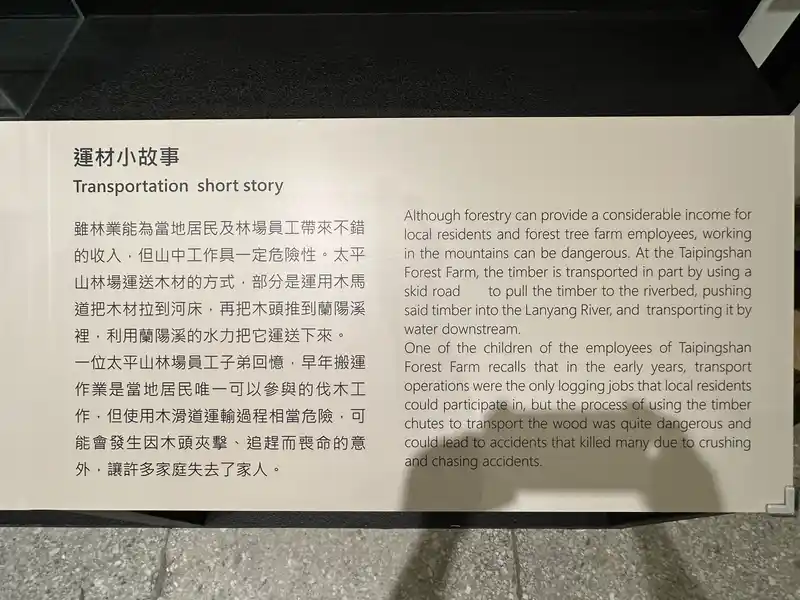 運材小故事
Transportation short story
雖林業能為當地居民及林場員工帶來不錯
的收入，但山中工作具一定危險性。太平
山林場運送木材的方式，部分是運用木馬
道把木材拉到河床，再把木頭推到蘭陽溪
裡，利用蘭陽溪的水力把它運送下來。
一位太平山林場員工子弟回憶，早年搬運
作業是當地居民唯一可以參與的伐木工
作，但使用木滑道運輸過程相當危險，可
能會發生因木頭夾擊、追趕而喪命的意
外，讓許多家庭失去了家人。
Although forestry can provide a considerable income for
local residents and forest tree farm employees, working
in the mountains can be dangerous. At the Taipingshan
Forest Farm, the timber is transported in part by using a
skid road to pull the timber to the riverbed, pushing
said timber into the Lanyang River, and transporting it by
water downstream.
One of the children of the employees of Taipingshan
Forest Farm recalls that in the early years, transport
operations were the only logging jobs that local residents
could participate in, but the process of using the timber
chutes to transport the wood was quite dangerous and
could lead to accidents that killed many due to crushing
and chasing accidents.